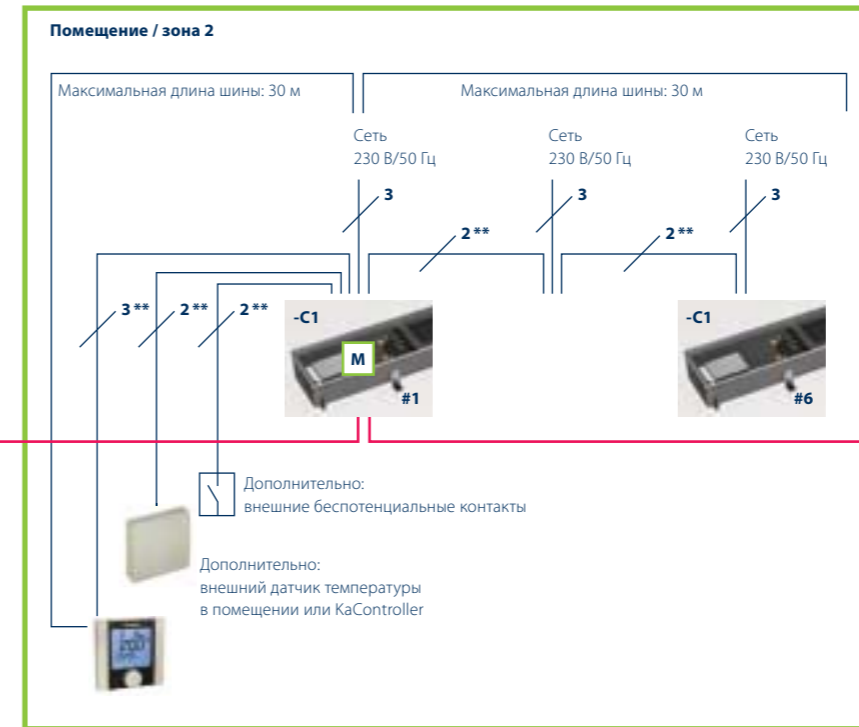 Помещение / зона 2
Максимальная длина шины: 30 м
Максимальная длина шины: 30 м
Сеть
230 В/50 Гц
Сеть
230 В/50 Гц
Сеть
230 В/50 Гц
3
3
3
2 **
2 **
3 **
2 **
2 **
-C1
M
#1
-C1
#6
Дополнительно:
внешние беспотенциальные контакты
Дополнительно:
внешний датчик температуры
в помещении или KaController